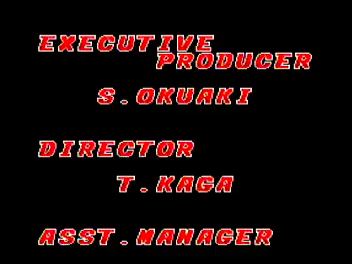 EXECUTIVE
PRODUCER
S.OKUAKI
DIRECTOR
T.KAGA
ASST.MANAGER